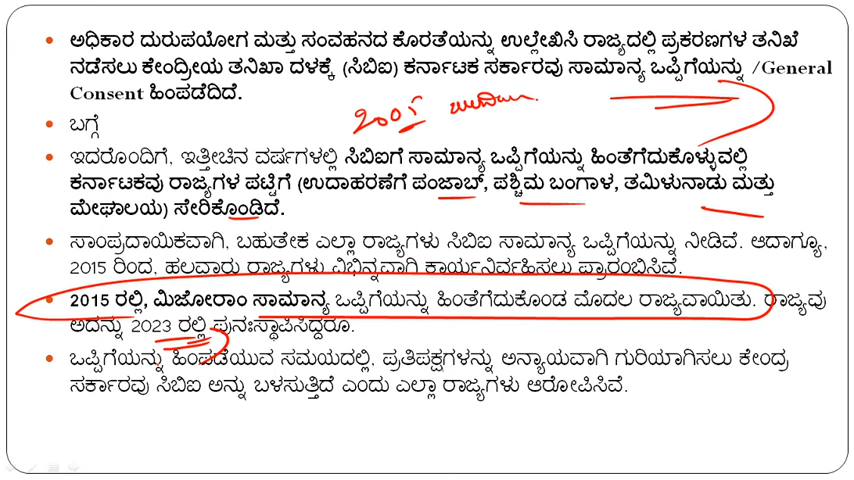 • ಅಧಿಕಾರ ದುರುಪಯೋಗ ಮತ್ತು ಸಂವಹನದ ಕೊರತೆಯನ್ನು ಉಲ್ಲೇಖಿಸಿ ರಾಜ್ಯದಲ್ಲಿ ಪ್ರಕರಣಗಳ ತನಿಖೆ
ನಡೆಸಲು ಕೇಂದ್ರೀಯ ತನಿಖಾ ದಳಕ್ಕೆ (ಸಿಬಿಐ) ಕರ್ನಾಟಕ ಸರ್ಕಾರವು ಸಾಮಾನ್ಯ ಒಪ್ಪಿಗೆಯನ್ನು /General
Consent ಹಿಂಪಡೆದಿದೆ.
• ಬಗ್ಗೆ
• ಇದರೊಂದಿಗೆ, ಇತ್ತೀಚಿನ ವರ್ಷಗಳಲ್ಲಿ ಸಿಬಿಐಗೆ ಸಾಮಾನ್ಯ ಒಪ್ಪಿಗೆಯನ್ನು ಹಿಂತೆಗೆದುಕೊಳ್ಳುವಲ್ಲಿ
ಕರ್ನಾಟಕವು ರಾಜ್ಯಗಳ ಪಟ್ಟಿಗೆ (ಉದಾಹರಣೆಗೆ ಪಂಜಾಬ್, ಪಶ್ಚಿಮ ಬಂಗಾಳ, ತಮಿಳುನಾಡು ಮತ್ತು
ಮೇಘಾಲಯ) ಸೇರಿಕೊಂಡಿದೆ.
• ಸಾಂಪ್ರದಾಯಿಕವಾಗಿ, ಬಹುತೇಕ ಎಲ್ಲಾ ರಾಜ್ಯಗಳು ಸಿಬಿಐ ಸಾಮಾನ್ಯ ಒಪ್ಪಿಗೆಯನ್ನು ನೀಡಿವೆ. ಆದಾಗ್ಯೂ,
2015 ರಿಂದ, ಹಲವಾರು ರಾಜ್ಯಗಳು ವಿಭಿನ್ನವಾಗಿ ಕಾರ್ಯನಿರ್ವಹಿಸಲು ಪ್ರಾರಂಭಿಸಿವೆ.
• 2015 ರಲ್ಲಿ, ಮಿಜೋರಾಂ ಸಾಮಾನ್ಯ ಒಪ್ಪಿಗೆಯನ್ನು ಹಿಂತೆಗೆದುಕೊಂಡ ಮೊದಲ ರಾಜ್ಯವಾಯಿತು. ರಾಜ್ಯವು
ಅದನ್ನು 2023 ರಲ್ಲಿ ಪುನಃಸ್ಥಾಪಿಸಿದ್ದರೂ.
• ಒಪ್ಪಿಗೆಯನ್ನು ಹಿಂಪಡೆಯುವ ಸಮಯದಲ್ಲಿ, ಪ್ರತಿಪಕ್ಷಗಳನ್ನು ಅನ್ಯಾಯವಾಗಿ ಗುರಿಯಾಗಿಸಲು ಕೇಂದ್ರ
ಸರ್ಕಾರವು ಸಿಬಿಐ ಅನ್ನು ಬಳಸುತ್ತಿದೆ ಎಂದು ಎಲ್ಲಾ ರಾಜ್ಯಗಳು ಆರೋಪಿಸಿವೆ.